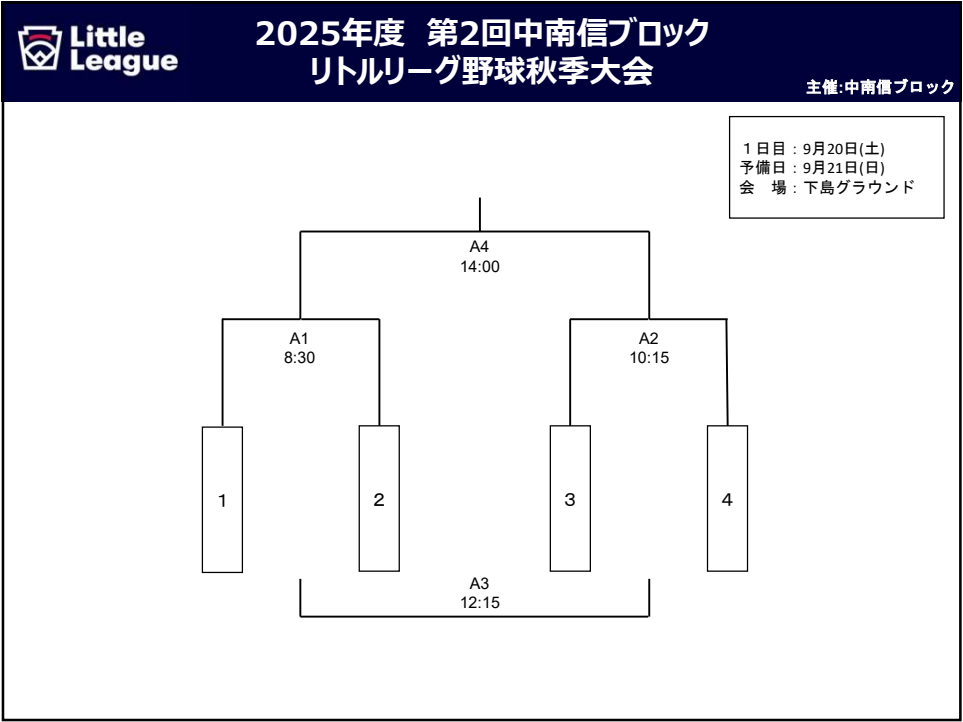 Little
League
2025年度 第2回中南信ブロック
リトルリーグ野球秋季大会
主催:中南信ブロック
１日目：9月20日(土)
予備日：9月21日(日)
会　場：下島グラウンド
A4
14:00
A1
8:30
A2
10:15
1
2
3
4
A3
12:15